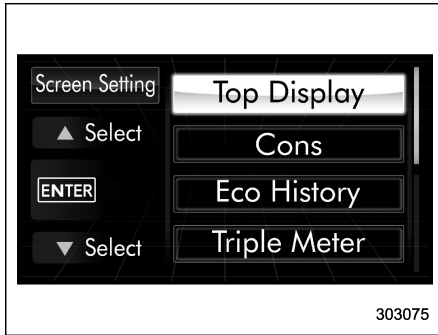 Screen Setting
Top Display
▲ Select
Cons
ENTER
Eco History
▼ Select
Triple Meter
303075